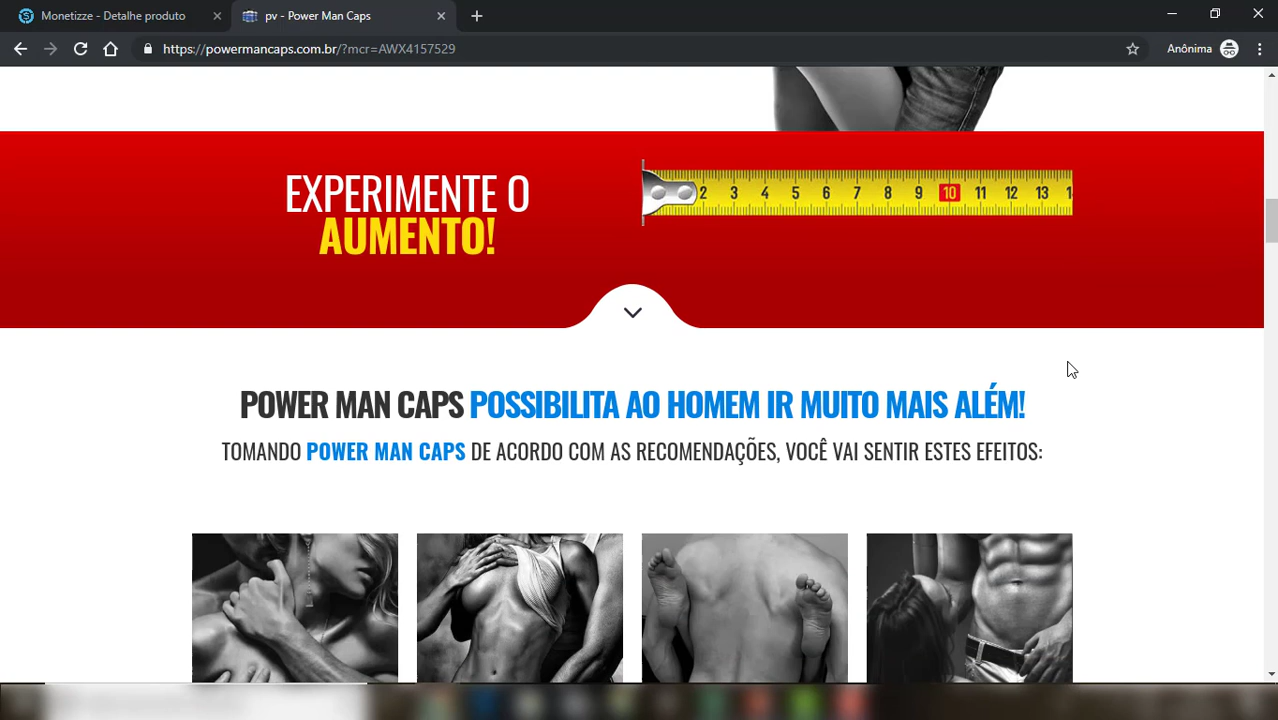 Monetizze - Detalhe produto
pv - Power Man Caps
https://powermancaps.com.br/?mcr=AWX4157529
Anônima
EXPERIMENTE O
AUMENTO!
2 3 4 5 6 7 8 9 10 11 12 13
POWER MAN CAPS POSSIBILITA AO HOMEM IR MUITO MAIS ALÉM!
TOMANDO POWER MAN CAPS DE ACORDO COM AS RECOMENDAÇÕES, VOCÊ VAI SENTIR ESTES EFEITOS: